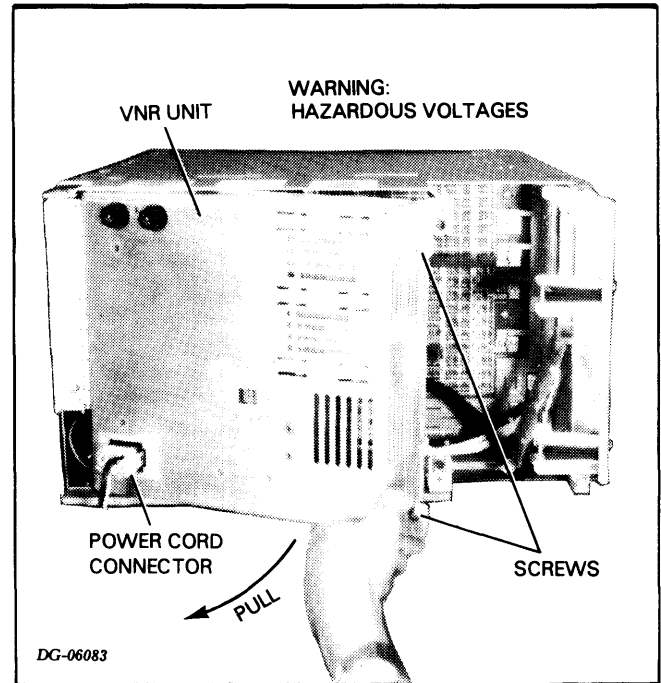 WARNING:
HAZARDOUS VOLTAGES
VNR UNIT
POWER CORD
CONNECTOR
PULL
SCREWS
DG-06083